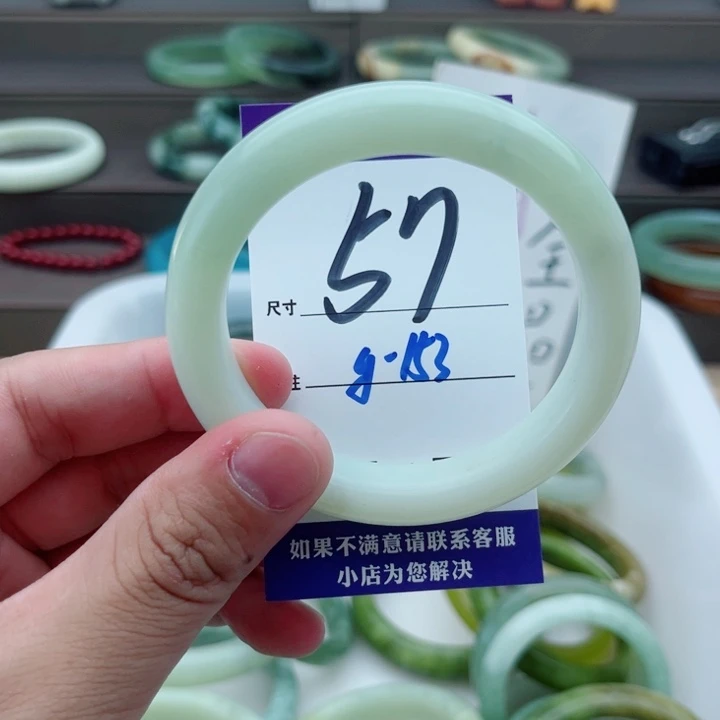 尺寸 57
注 g-153
如果不满意请联系客服
小店为您解决